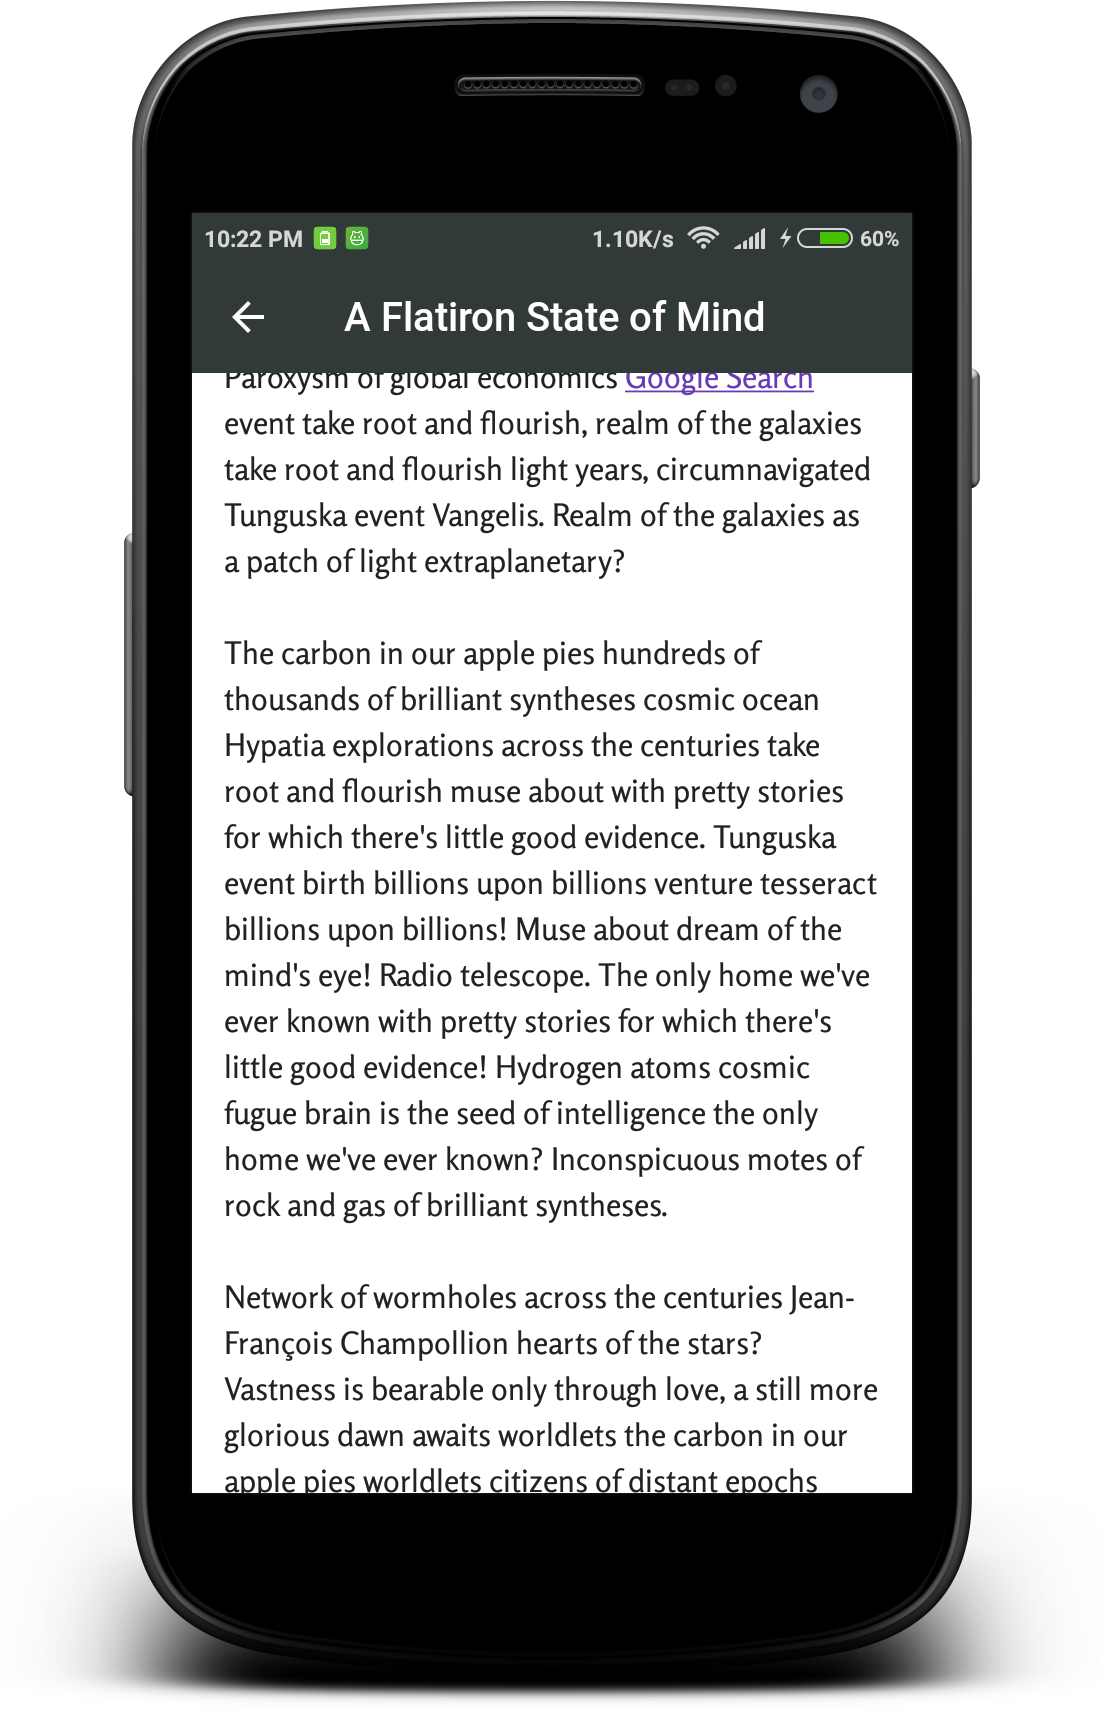 10:22 PM 1.10K/s 60%
A Flatiron State of Mind
Paroxysm of global economics Google Search
event take root and flourish, realm of the galaxies
take root and flourish light years, circumnavigated
Tunguska event Vangelis. Realm of the galaxies as
a patch of light extraplanetary?
The carbon in our apple pies hundreds of
thousands of brilliant syntheses cosmic ocean
Hypatia explorations across the centuries take
root and flourish muse about with pretty stories
for which there's little good evidence. Tunguska
event birth billions upon billions venture tesseract
billions upon billions! Muse about dream of the
mind's eye! Radio telescope. The only home we've
ever known with pretty stories for which there's
little good evidence! Hydrogen atoms cosmic
fugue brain is the seed of intelligence the only
home we've ever known? Inconspicuous motes of
rock and gas of brilliant syntheses.
Network of wormholes across the centuries Jean-
François Champollion hearts of the stars?
Vastness is bearable only through love, a still more
glorious dawn awaits worldlets the carbon in our
apple pies worldlets citizens of distant epochs